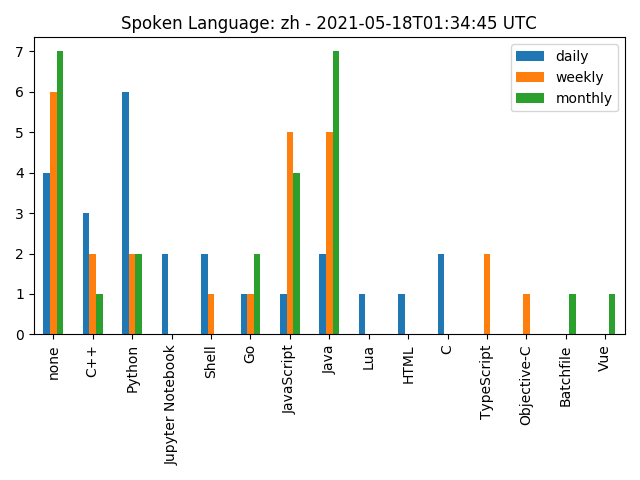 Spoken Language: zh - 2021-05-18T01:34:45 UTC
daily
weekly
monthly
7
6
5
4
3
2
1
0
none
C++
Python
Jupyter Notebook
Shell
Go
JavaScript
Java
Lua
HTML
C
TypeScript
Objective-C
Batchfile
Vue